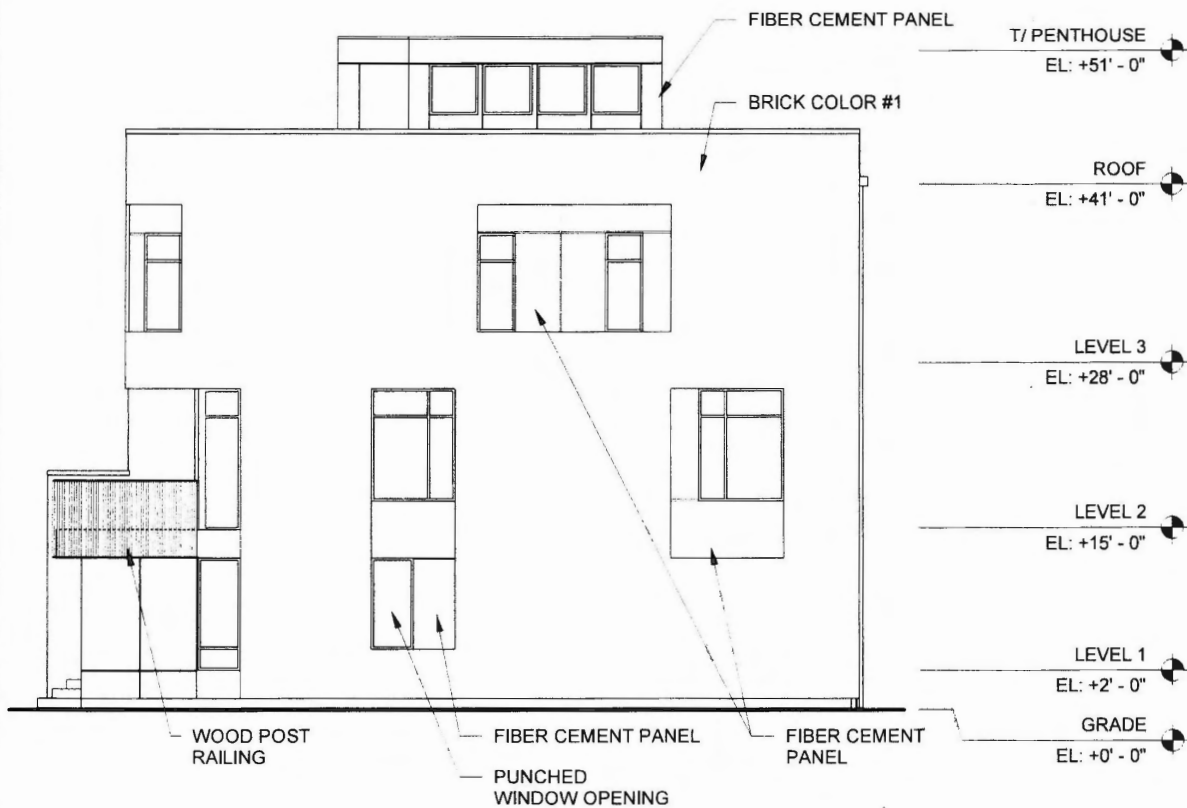 FIBER CEMENT PANEL
T/ PENTHOUSE
EL: +51' - 0"
BRICK COLOR #1
ROOF
EL: +41' - 0"
LEVEL 3
EL: +28' - 0"
LEVEL 2
EL: +15' - 0"
LEVEL 1
EL: +2' - 0"
WOOD POST
RAILING
FIBER CEMENT PANEL
FIBER CEMENT
PANEL
GRADE
EL: +0' - 0"
PUNCHED
WINDOW OPENING